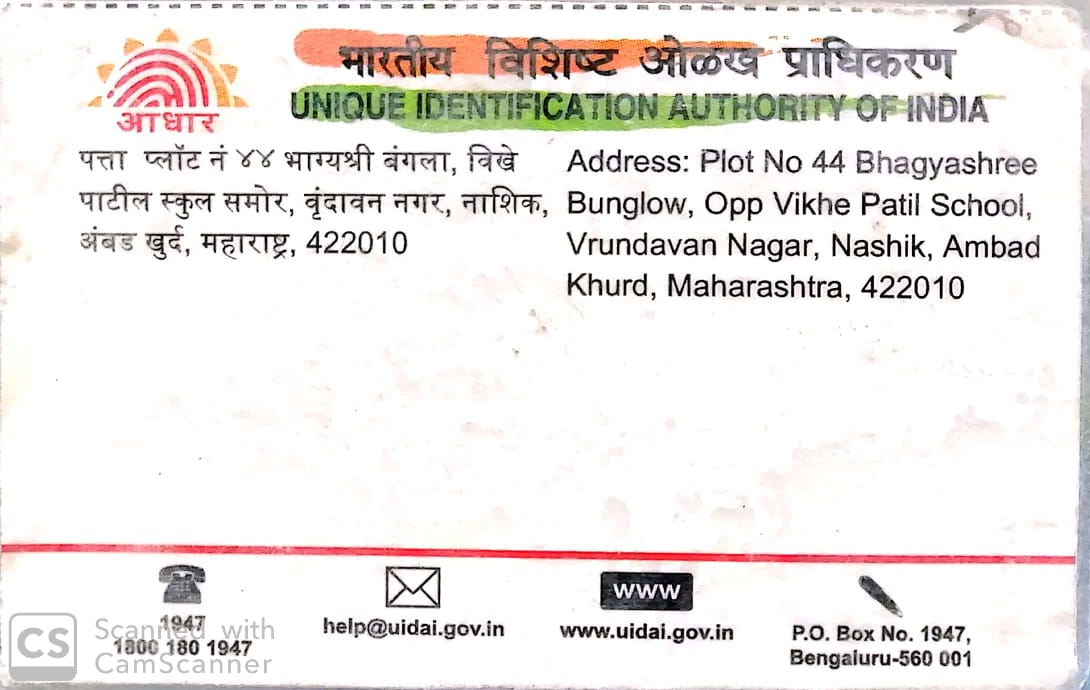 भारतीय विशिष्ट ओळख प्राधिकरण
UNIQUE IDENTIFICATION AUTHORITY OF INDIA
आधार
पत्ता प्लॉट नं ४४ भाग्यश्री बंगला, विखे
पाटील स्कुल समोर, वृंदावन नगर, नाशिक,
अंबड खुर्द, महाराष्ट्र, 422010
Address: Plot No 44 Bhagyashree
Bunglow, Opp Vikhe Patil School,
Vrundavan Nagar, Nashik, Ambad
Khurd, Maharashtra, 422010
1947
1800 180 1947
help@uidai.gov.in
www
www.uidai.gov.in
P.O. Box No. 1947,
Bengaluru-560 001
CS
Scanned with
CamScanner